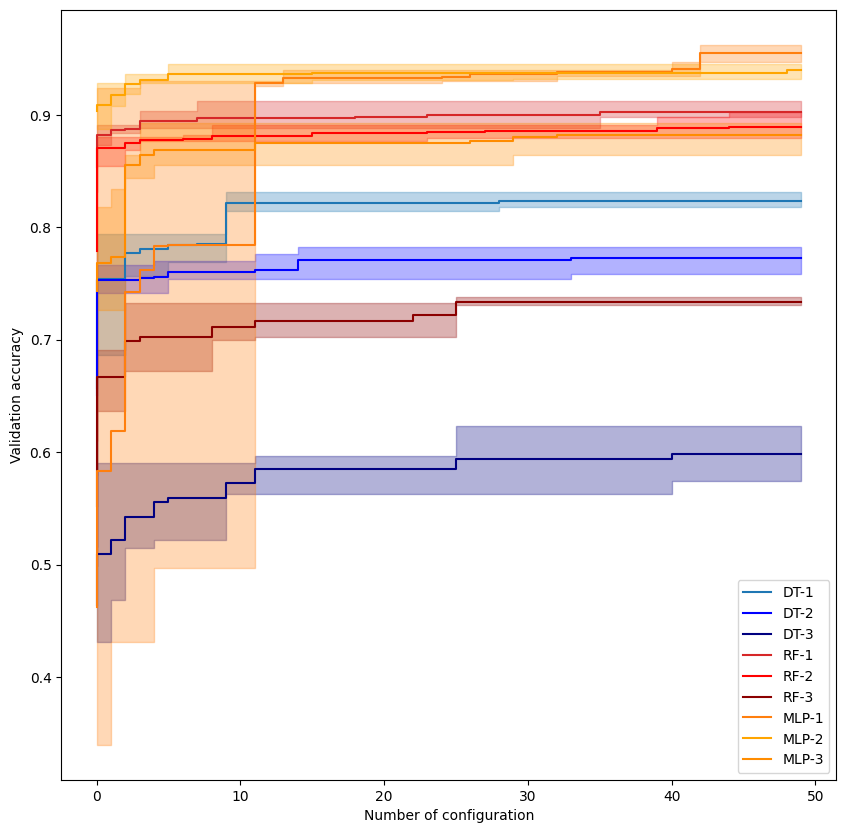 0.9
0.8
0.7
0.6
0.5
0.4
Validation accuracy
0
10
20
30
40
50
Number of configuration
DT-1
DT-2
DT-3
RF-1
RF-2
RF-3
MLP-1
MLP-2
MLP-3